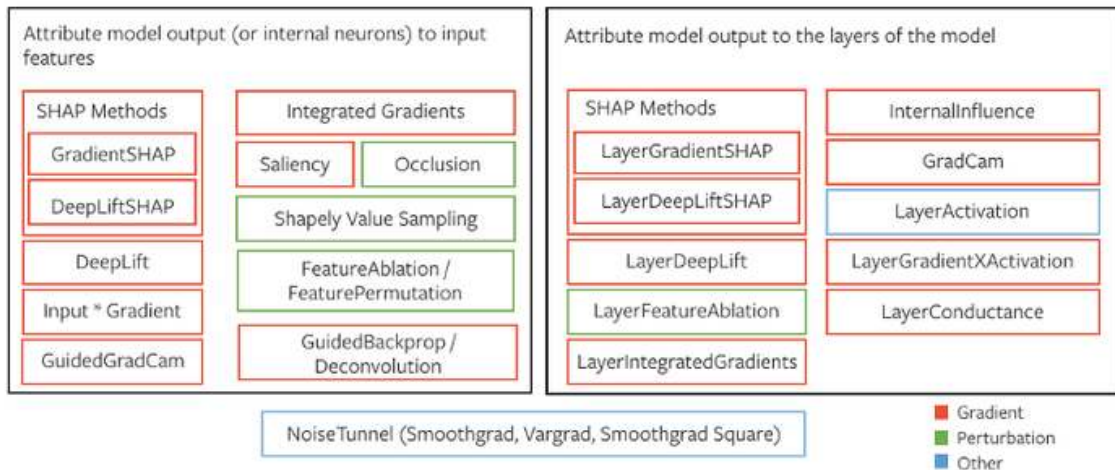 Attribute model output (or internal neurons) to input
features
SHAP Methods
GradientSHAP
DeepLiftSHAP
DeepLift
Input * Gradient
GuidedGradCam
Integrated Gradients
Saliency
Occlusion
Shapely Value Sampling
FeatureAblation /
FeaturePermutation
GuidedBackprop /
Deconvolution
Attribute model output to the layers of the model
SHAP Methods
LayerGradientSHAP
LayerDeepLiftSHAP
LayerDeepLift
LayerFeatureAblation
LayerIntegratedGradients
InternalInfluence
GradCam
LayerActivation
LayerGradientXActivation
LayerConductance
NoiseTunnel (Smoothgrad, Vargrad, Smoothgrad Square)
Gradient
Perturbation
Other